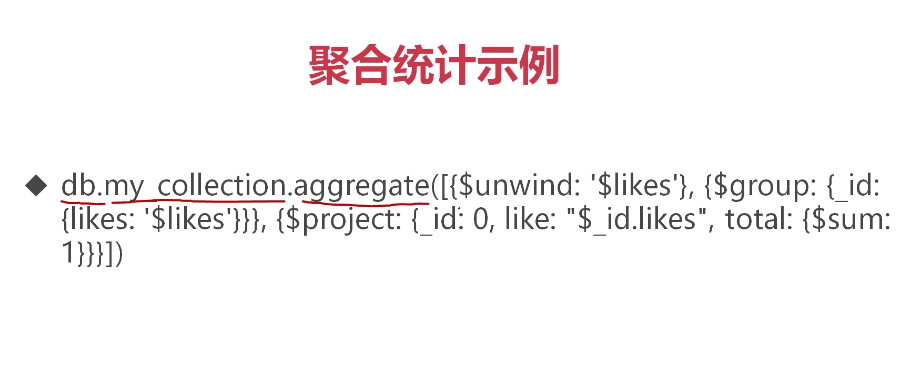 聚合统计示例
◆ db.my_collection.aggregate([{$unwind: '$likes'}, {$group: {_id:
{likes: '$likes'}}}, {$project: {_id: 0, like: "$_id.likes", total: {$sum:
1}}}])